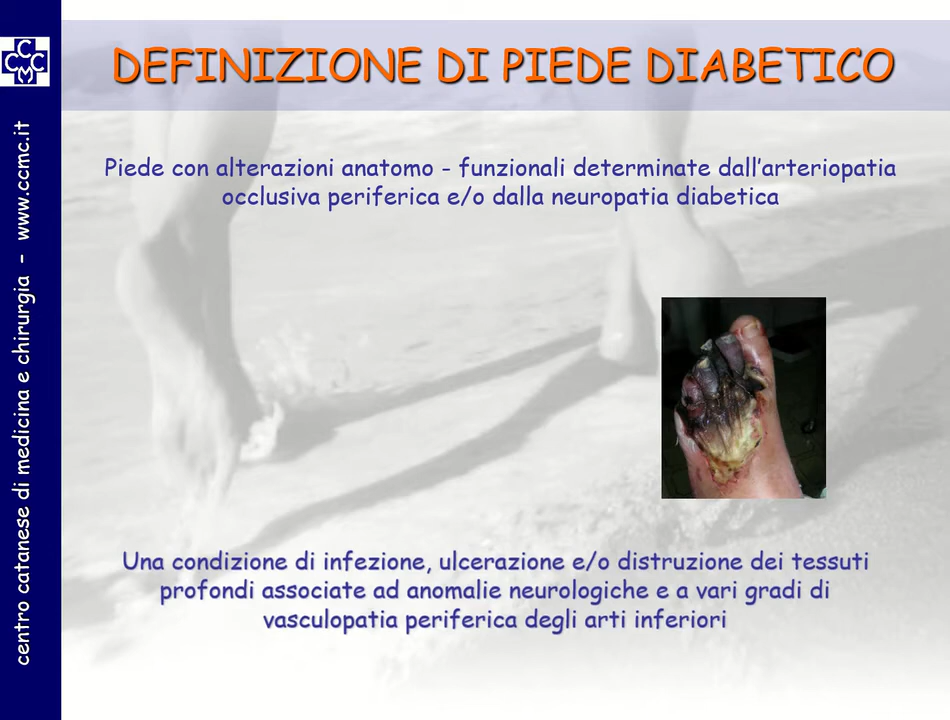 DEFINIZIONE DI PIEDE DIABETICO
Piede con alterazioni anatomo - funzionali determinate dall'arteriopatia
occlusiva periferica e/o dalla neuropatia diabetica
Una condizione di infezione, ulcerazione e/o distruzione dei tessuti
profondi associate ad anomalie neurologiche e a vari gradi di
vasculopatia periferica degli arti inferiori
centro catanese di medicina e chirurgia - www.ccmc.it
C
C C
M